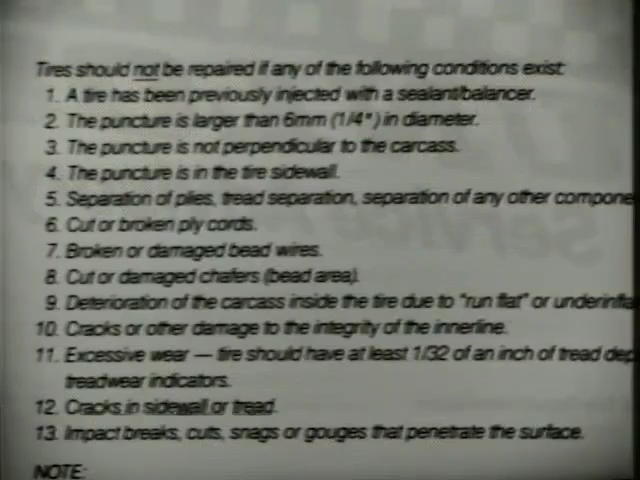 Tires should not be repaired if any of the following conditions exist:
1. A tire has been previously injected with a sealant/balancer.
2. The puncture is larger than 6mm (1/4") in diameter.
3. The puncture is not perpendicular to the carcass.
4. The puncture is in the tire sidewall.
5. Separation of plies, tread separation, separation of any other compone
6. Cut or broken ply cords.
7. Broken or damaged bead wires.
8. Cut or damaged chafers (bead area).
9. Deterioration of the carcass inside the tire due to "run flat" or underinfla
10. Cracks or other damage to the integrity of the innerline.
11. Excessive wear — tire should have at least 1/32 of an inch of tread dep
treadwear indicators.
12. Cracks in sidewall or tread.
13. Impact breaks, cuts, snags or gouges that penetrate the surface.
NOTE: